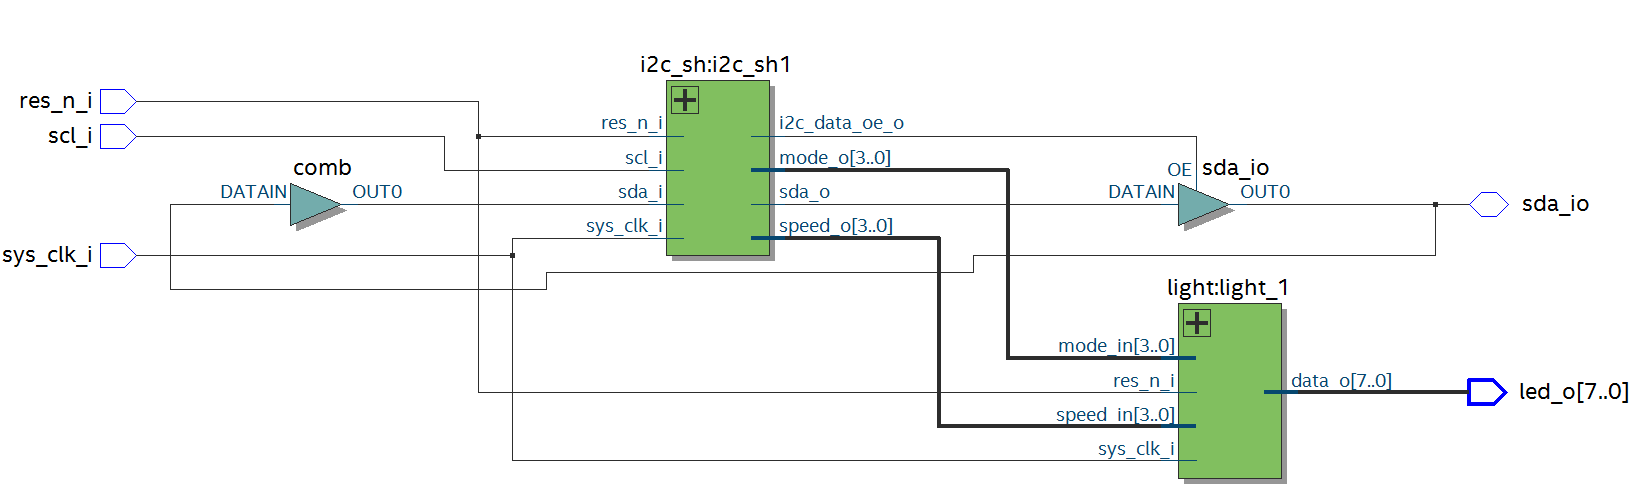 i2c_sh:i2c_sh1
res_n_i
scl_i
sys_clk_i
comb
DATAIN
OUT0
res_n_i
scl_i
sda_i
sys_clk_i
i2c_data_oe_o
mode_o[3..0]
sda_o
speed_o[3..0]
OE
sda_io
DATAIN
OUT0
sda_io
light:light_1
mode_in[3..0]
res_n_i
speed_in[3..0]
sys_clk_i
data_o[7..0]
led_o[7..0]